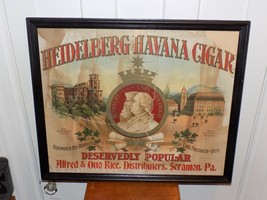 HEIDELBERG HAVANA CIGAR
DESERVEDLY POPULAR
Alfred & Otto Rice, Distributers, Scranton, Pa.